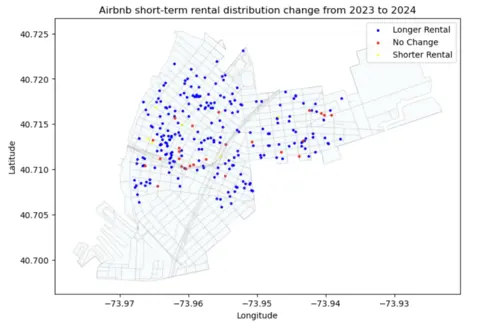 Airbnb short-term rental distribution change from 2023 to 2024
Longer Rental
No Change
Shorter Rental
40.725
40.720
40.715
40.710
40.705
40.700
Latitude
−73.97
−73.96
−73.95
−73.94
−73.93
Longitude